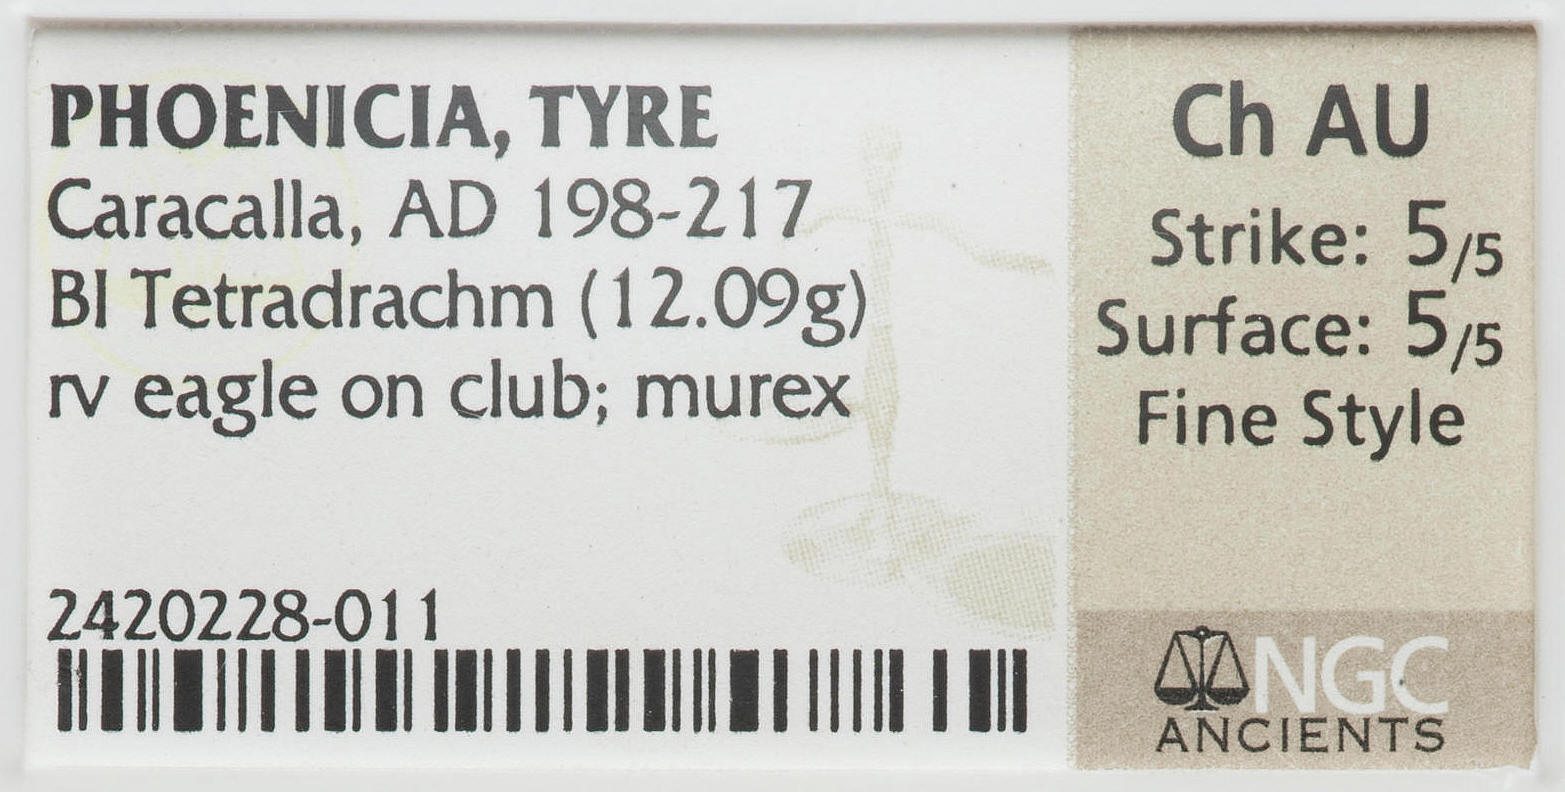 PHOENICIA, TYRE
Caracalla, AD 198-217
BI Tetradrachm (12.09g)
rv eagle on club; murex
2420228-011
Ch AU
Strike: 5/5
Surface: 5/5
Fine Style
NGC
ANCIENTS